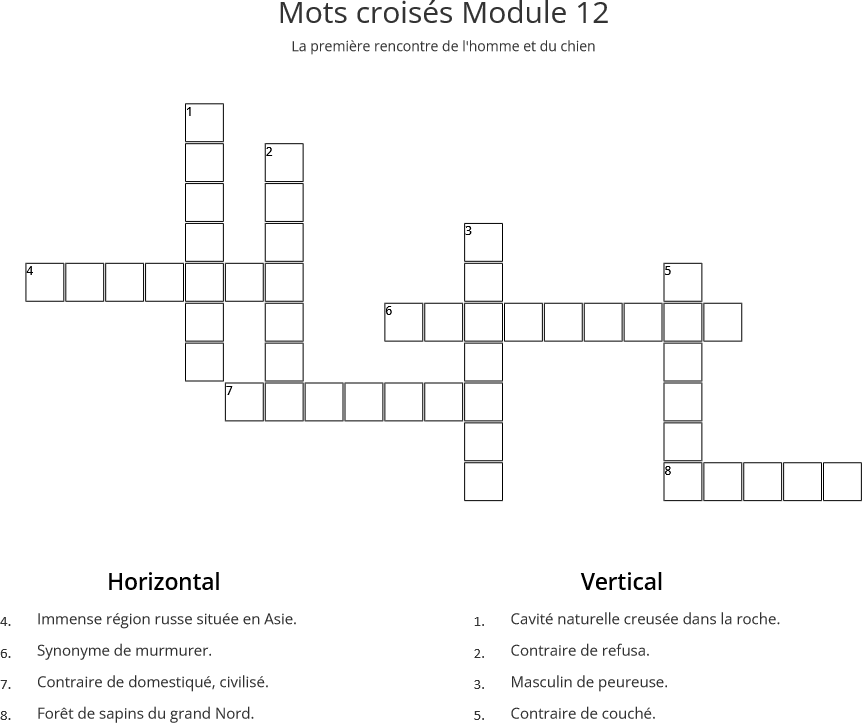 Mots croisés Module 12
La première rencontre de l'homme et du chien
1
2
3
4
5
6
7
8
Horizontal
4. Immense région russe située en Asie.
6. Synonyme de murmurer.
7. Contraire de domestiqué, civilisé.
8. Forêt de sapins du grand Nord.
Vertical
1. Cavité naturelle creusée dans la roche.
2. Contraire de refusa.
3. Masculin de peureuse.
5. Contraire de couché.